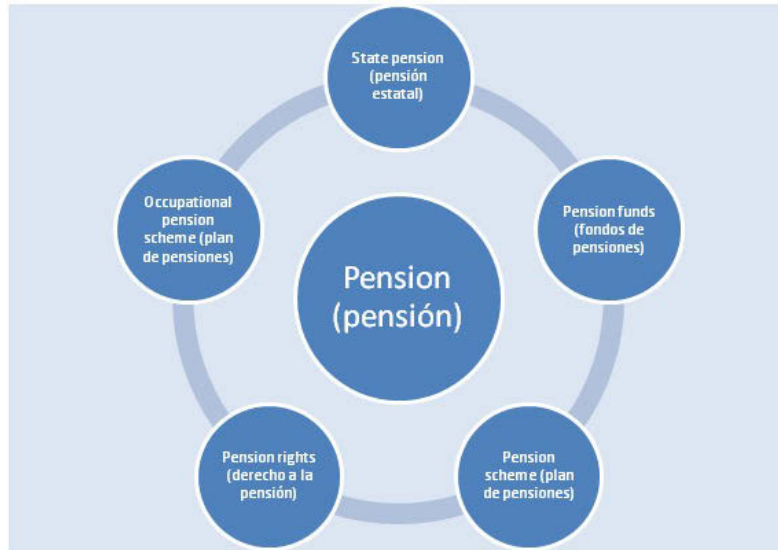 State pension
(pensión
estatal)
Occupational
pension
scheme (plan
de pensiones)
Pension funds
(fondos de
pensiones)
Pension
(pensión)
Pension rights
(derecho a la
pensión)
Pension
scheme (plan
de pensiones)